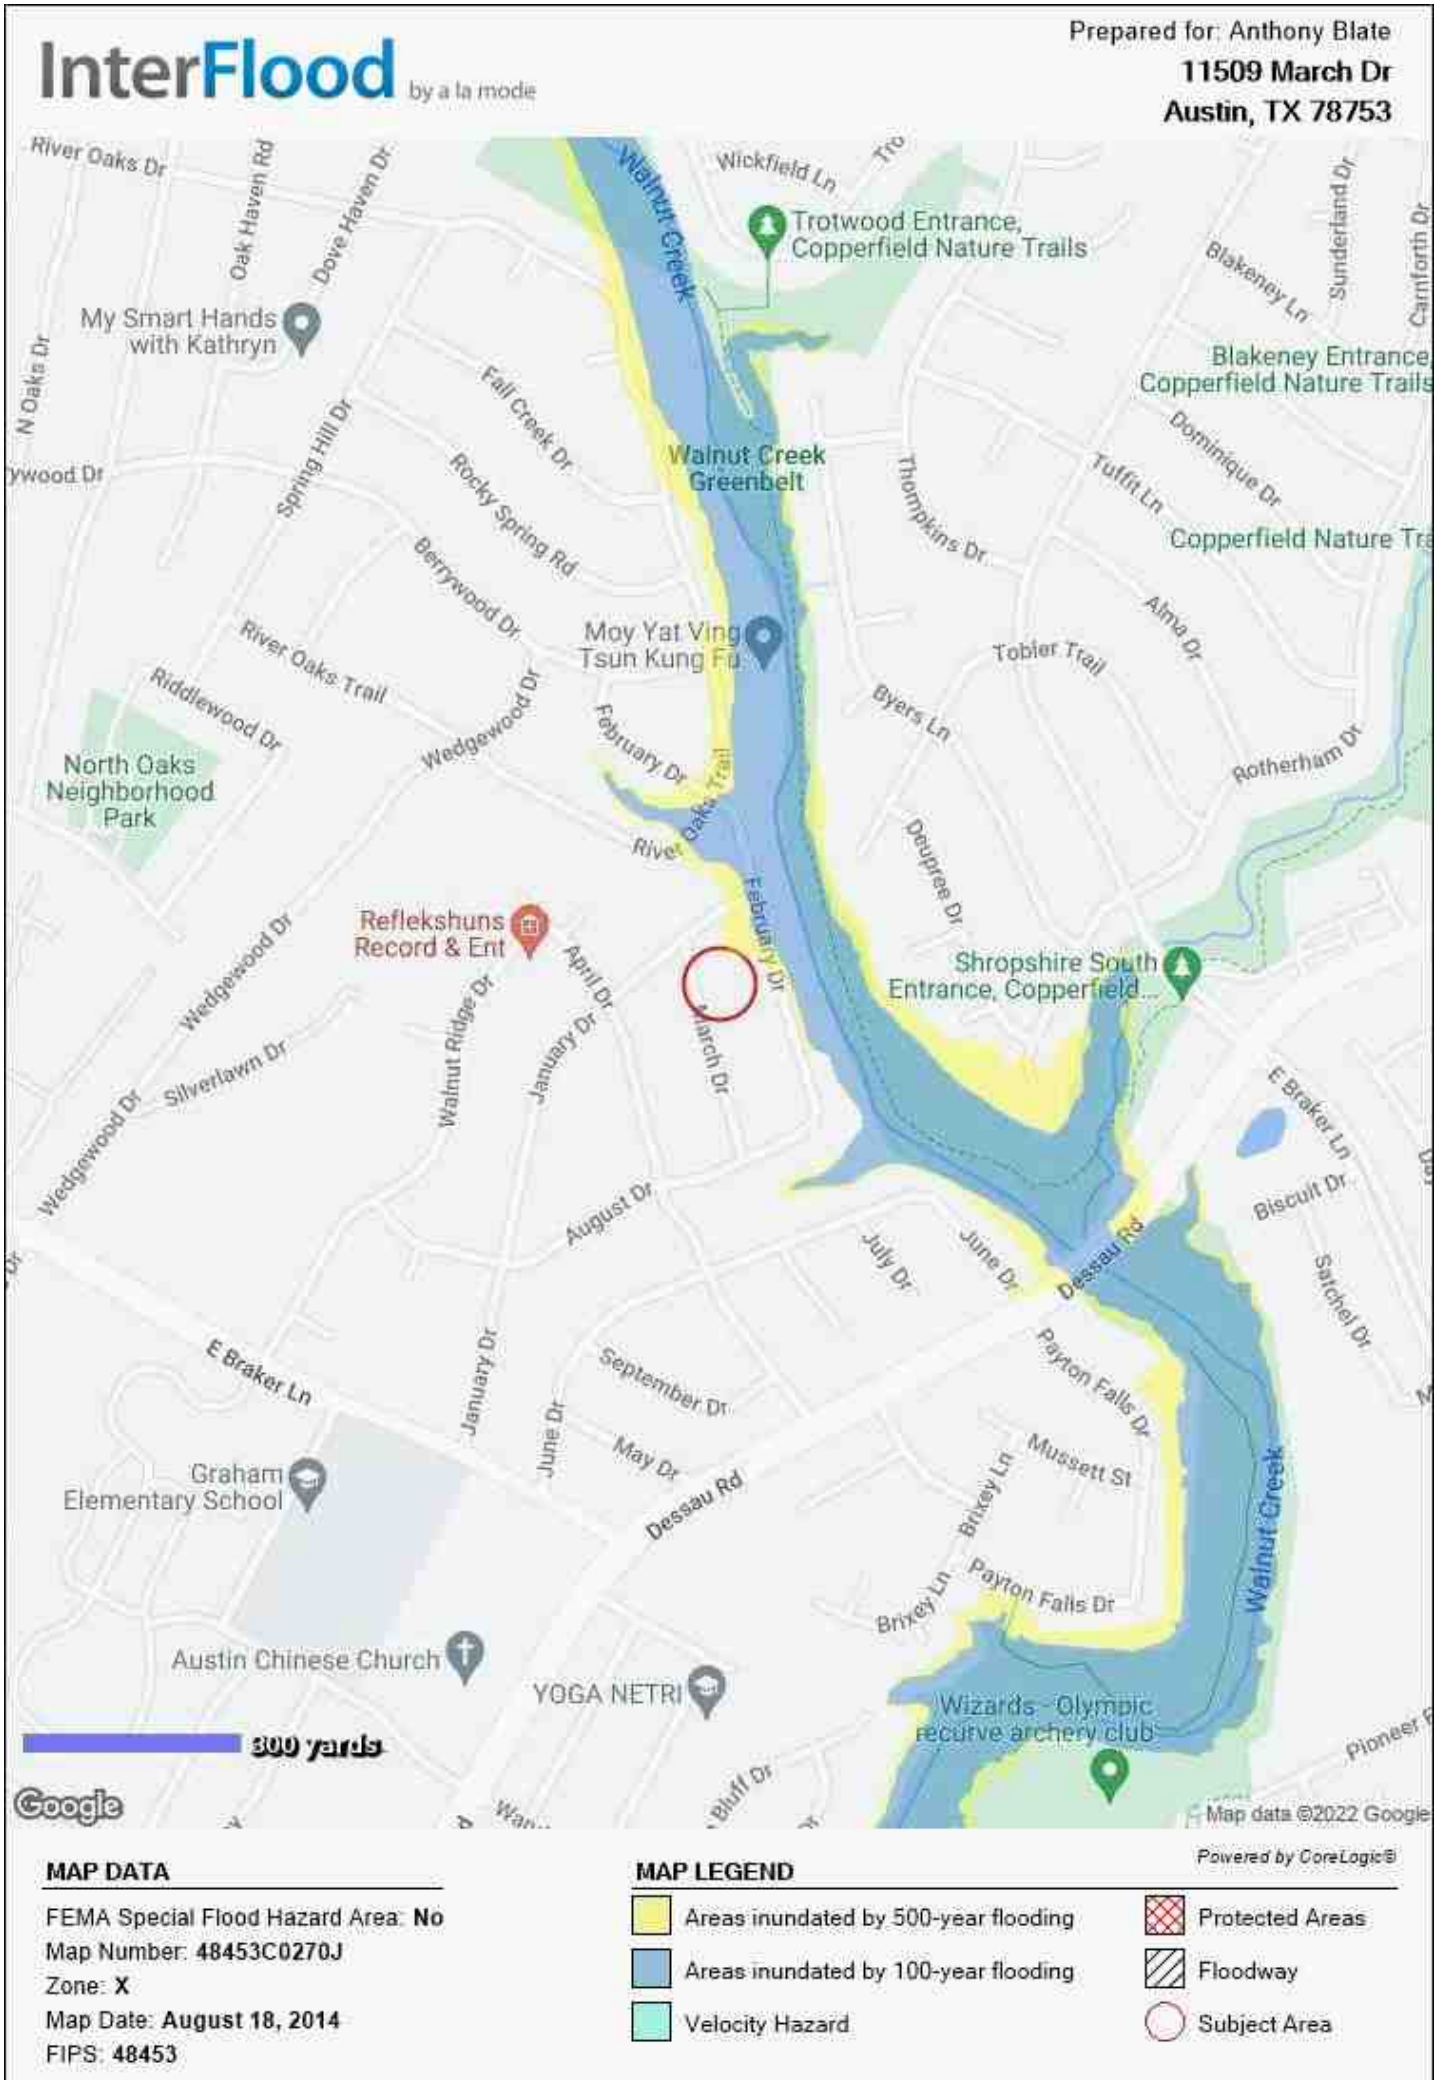 InterFlood by a la mode
Prepared for: Anthony Blate
11509 March Dr
Austin, TX 78753
River Oaks Dr
Oak Haven Rd
Dove Haven Dr
Walnut Creek
Wickfield Ln
Tro
Trotwood Entrance,
Copperfield Nature Trails
Sunderland Dr
Carnforth Dr
Blakeney Ln
My Smart Hands
with Kathryn
N Oaks Dr
Blakeney Entrance,
Copperfield Nature Trails
Fall Creek Dr
Spring Hill Dr
Dominique Dr
Walnut Creek
Greenbelt
ywood Dr
Rocky Spring Rd
Thompkins Dr
Tuffit Ln
Copperfield Nature Tra
Berrywood Dr
Alma Dr
River Oaks Trail
Moy Yat Ving
Tsun Kung Fu
Tobler Trail
Riddlewood Dr
Wedgewood Dr
February Dr
Byers Ln
Rotherham Dr
North Oaks
Neighborhood
Park
River Oaks Trail
Deupree Dr
February Dr
Reflekshuns
Record & Ent
Wedgewood Dr
April Dr
Shropshire South
Entrance, Copperfield...
Walnut Ridge Dr
January Dr
March Dr
Silverlawn Dr
E Braker Ln
Wedgewood Dr
Biscuit Dr
August Dr
July Dr
June Dr
Dessau Rd
Satchel Dr
E Braker Ln
January Dr
September Dr
Payton Falls Dr
June Dr
May Dr
Mussett St
Graham
Elementary School
Dessau Rd
Brixey Ln
Walnut Creek
Payton Falls Dr
Brixey Ln
Austin Chinese Church
YOGA NETRI
Wizards - Olympic
recurve archery club
300 yards
Bluff Dr
Pioneer F
Google
Wan
Map data ©2022 Google
Powered by CoreLogic®
MAP DATA
FEMA Special Flood Hazard Area: No
Map Number: 48453C0270J
Zone: X
Map Date: August 18, 2014
FIPS: 48453
MAP LEGEND
Areas inundated by 500-year flooding
Areas inundated by 100-year flooding
Velocity Hazard
Protected Areas
Floodway
Subject Area